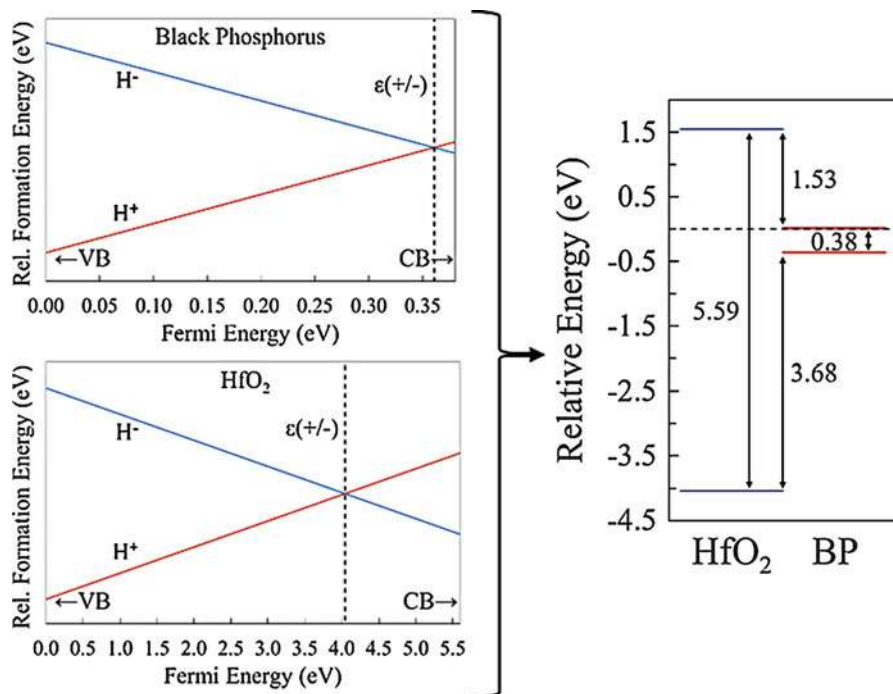 Black Phosphorus
Rel. Formation Energy (eV)
H-
ε(+/-)
H+
←VB
CB→
0.00 0.05 0.10 0.15 0.20 0.25 0.30 0.35
Fermi Energy (eV)
HfO2
Rel. Formation Energy (eV)
H-
ε(+/-)
H+
←VB
CB→
0.0 0.5 1.0 1.5 2.0 2.5 3.0 3.5 4.0 4.5 5.0 5.5
Fermi Energy (eV)
Relative Energy (eV)
1.5
0.5
-0.5
-1.5
-2.5
-3.5
-4.5
1.53
0.38
5.59
3.68
HfO2 BP